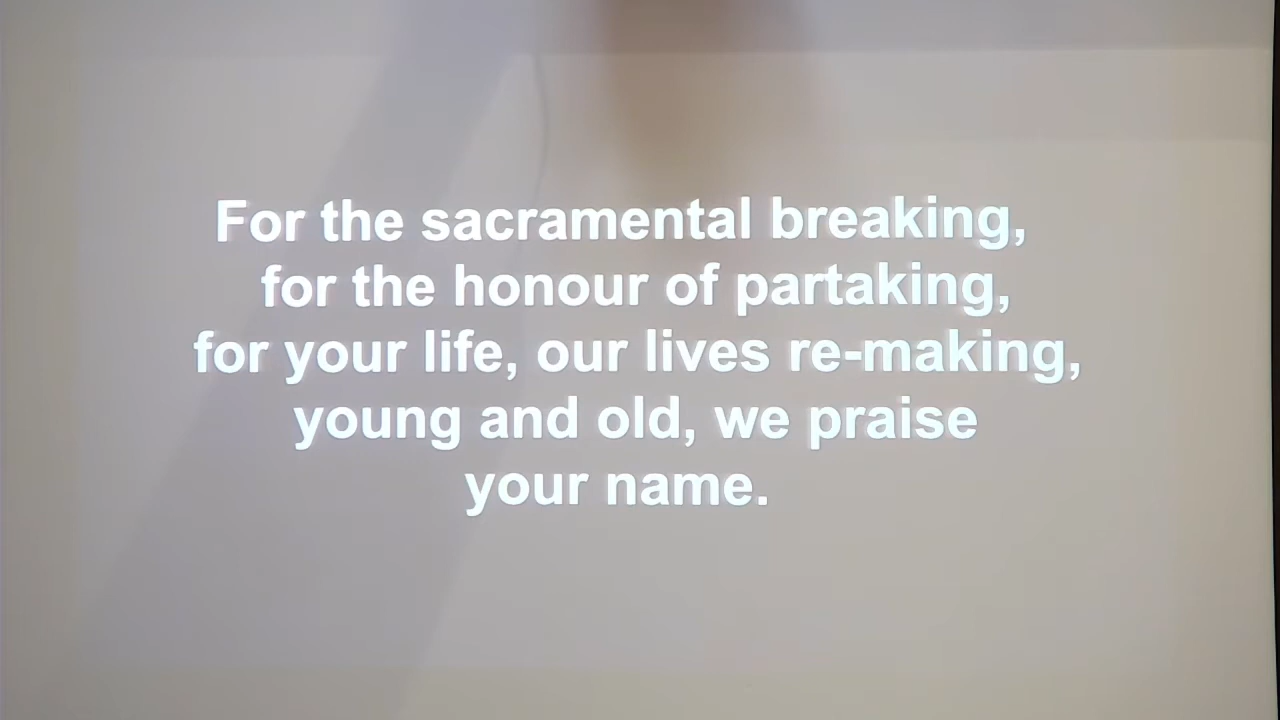 For the sacramental breaking,
for the honour of partaking,
for your life, our lives re-making,
young and old, we praise
your name.